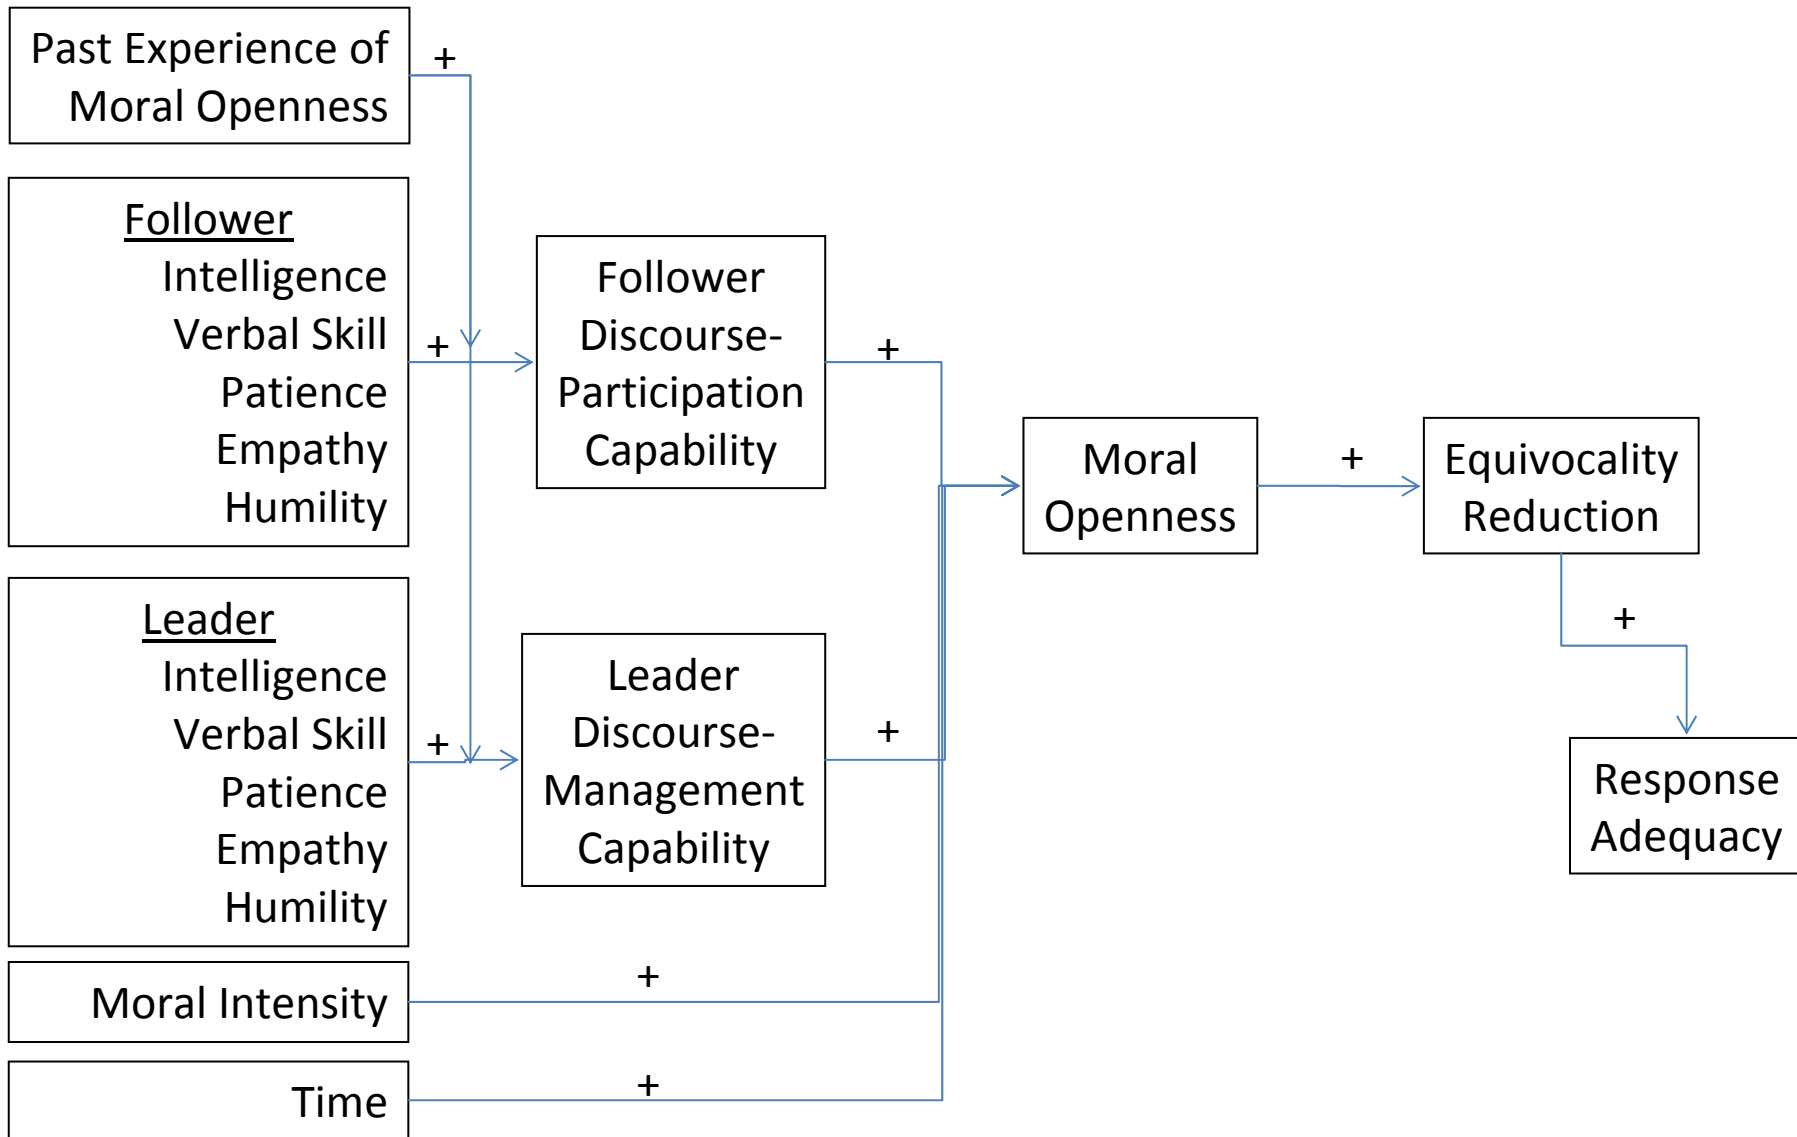 Past Experience of
Moral Openness
+
Follower
Intelligence
Verbal Skill
Patience
Empathy
Humility
+
Follower
Discourse-
Participation
Capability
+
Leader
Intelligence
Verbal Skill
Patience
Empathy
Humility
+
Leader
Discourse-
Management
Capability
+
Moral Intensity
+
Time
+
Moral
Openness
+
Equivocality
Reduction
+
Response
Adequacy